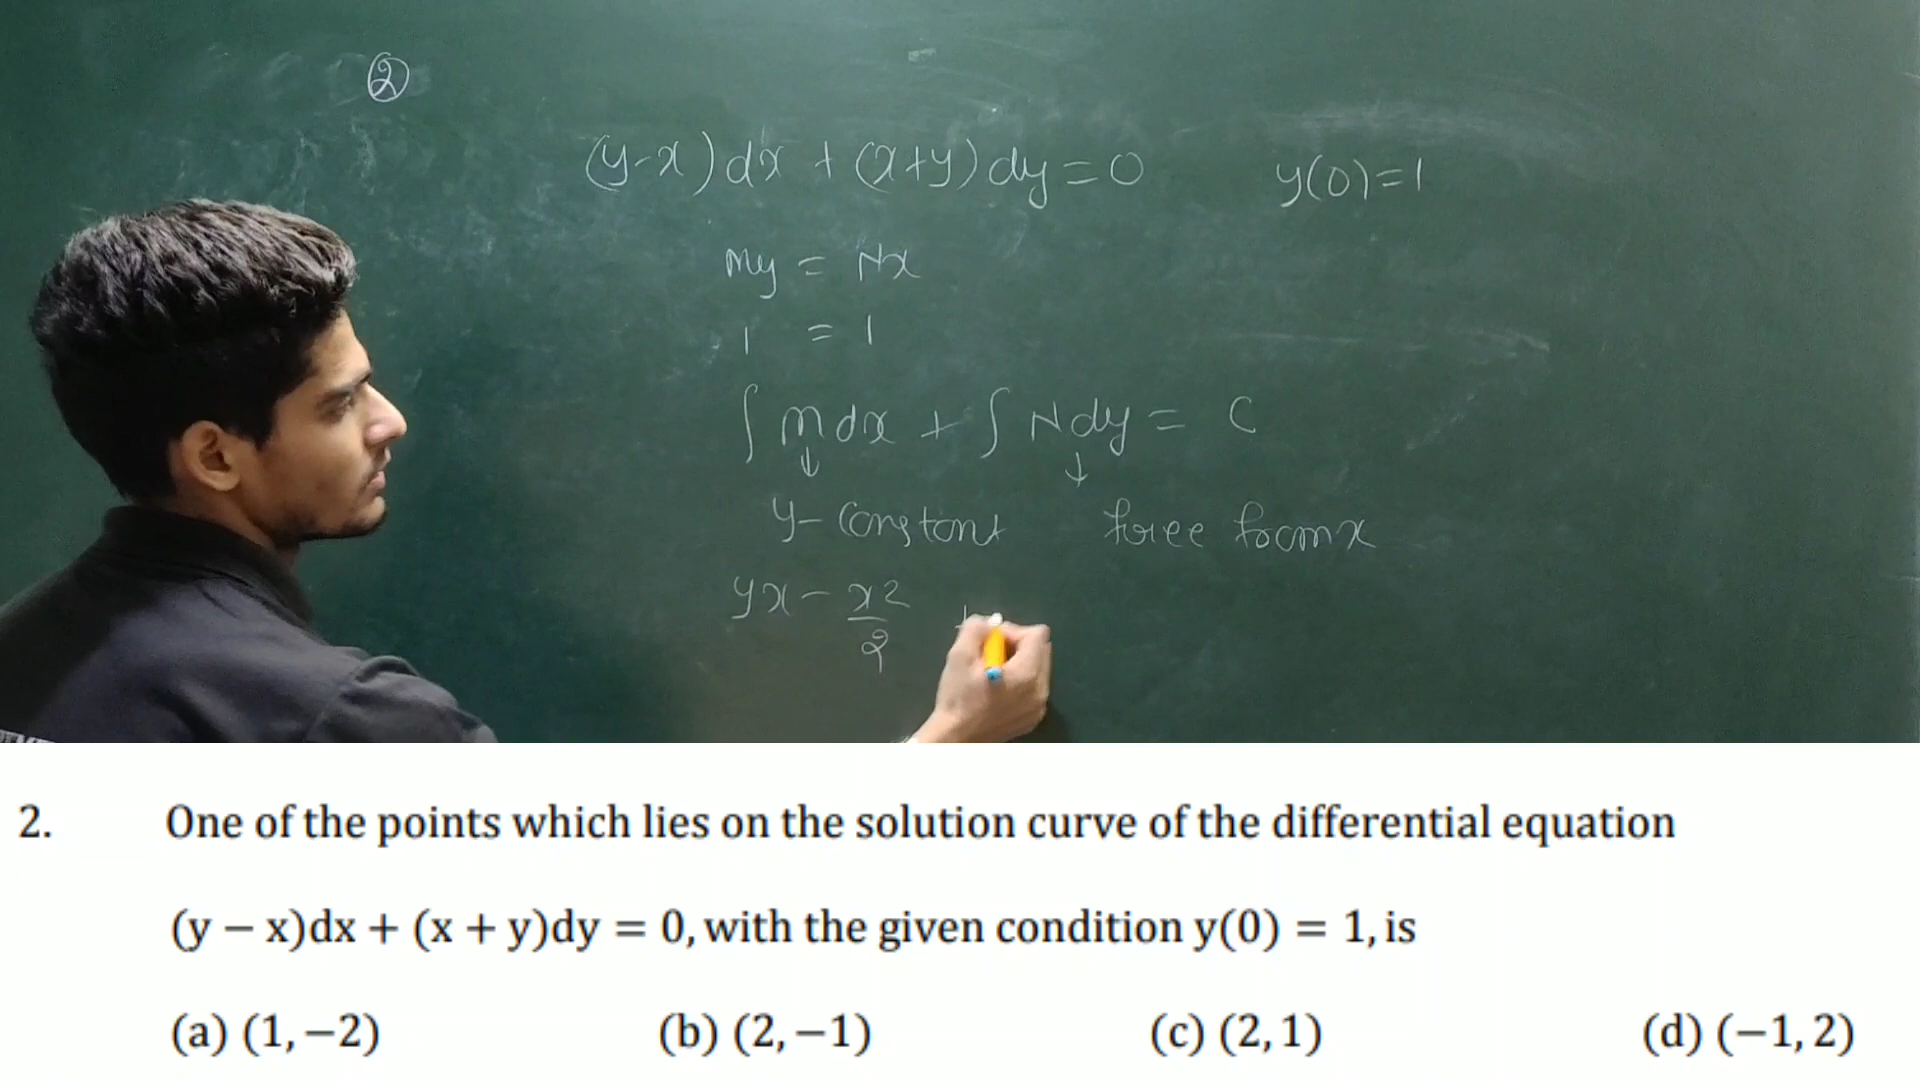 ②
(y-x)dx + (x+y)dy = 0 y(0)=1
My = Nx
1 = 1
∫ m dx + ∫ N dy = C
↓ ↓
y-constant free from x
yx - x2/2 +
2. One of the points which lies on the solution curve of the differential equation
(y − x)dx + (x + y)dy = 0, with the given condition y(0) = 1, is
(a) (1, −2) (b) (2, −1) (c) (2, 1) (d) (−1, 2)